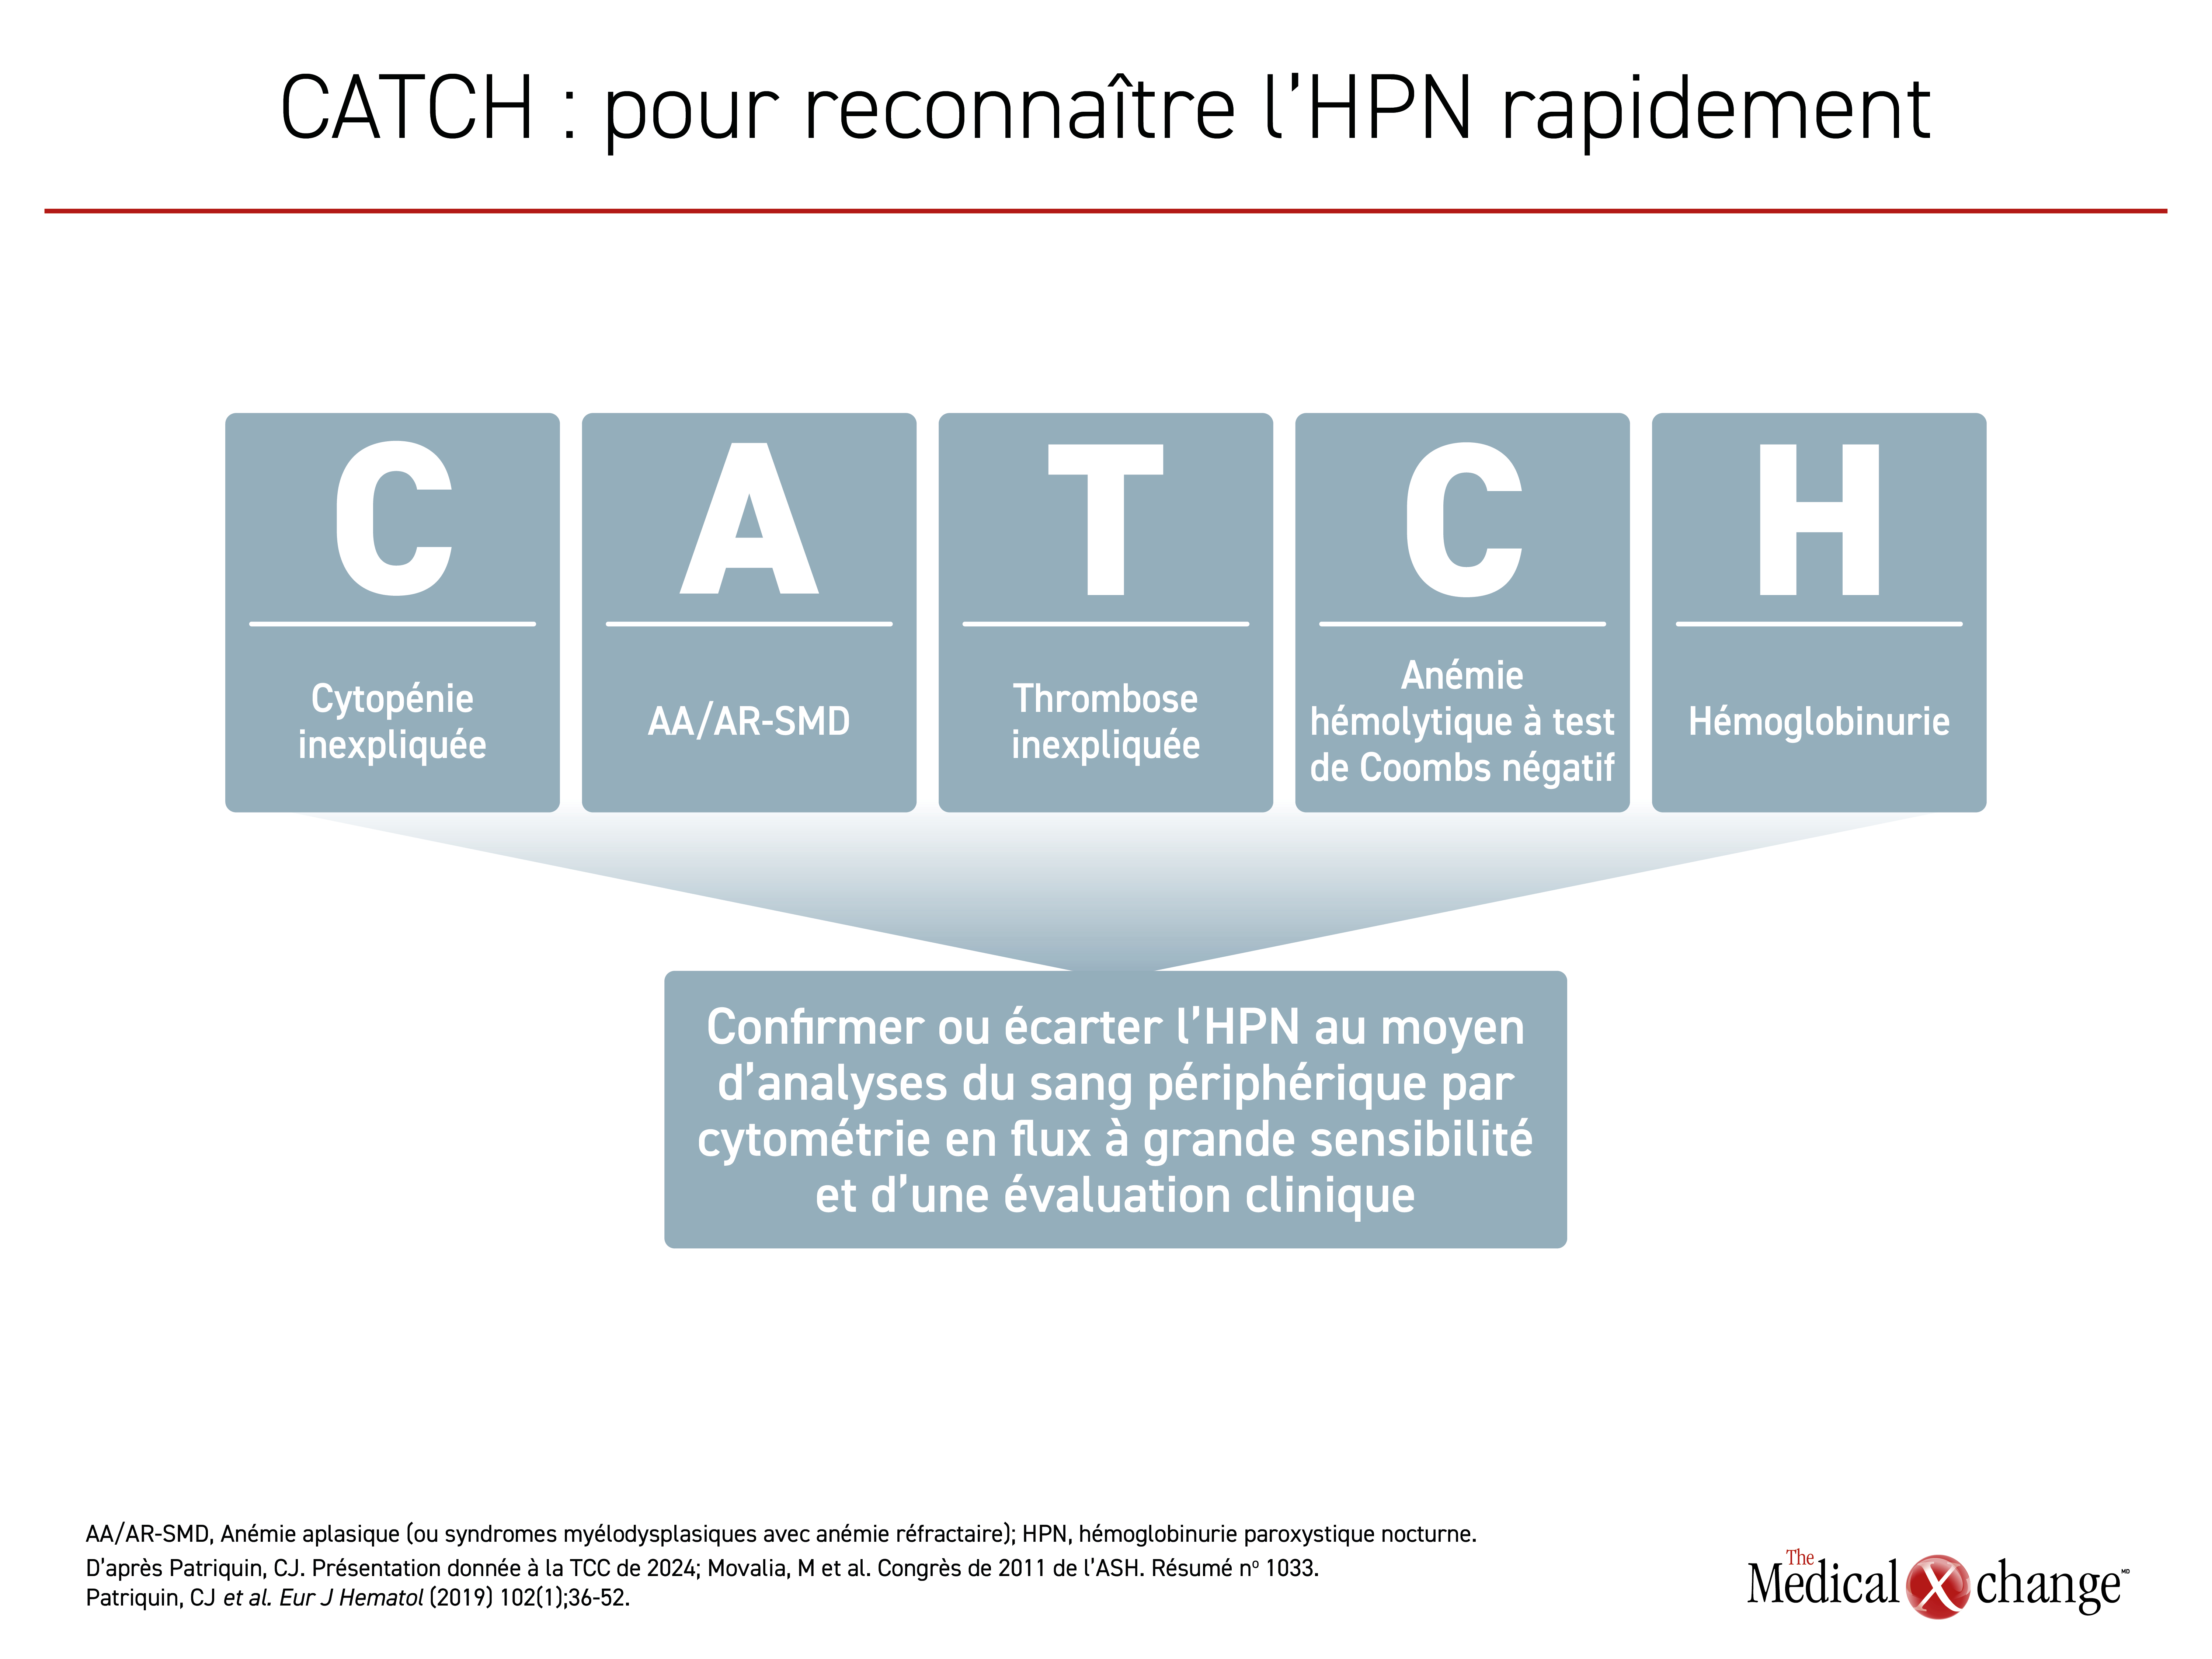 CATCH : pour reconnaître l'HPN rapidement
C
Cytopénie
inexpliquée
A
AA/AR-SMD
T
Thrombose
inexpliquée
C
Anémie
hémolytique à test
de Coombs négatif
H
Hémoglobinurie
Confirmer ou écarter l'HPN au moyen
d'analyses du sang périphérique par
cytométrie en flux à grande sensibilité
et d'une évaluation clinique
AA/AR-SMD, Anémie aplasique (ou syndromes myélodysplasiques avec anémie réfractaire); HPN, hémoglobinurie paroxystique nocturne.
D'après Patriquin, CJ. Présentation donnée à la TCC de 2024; Movalia, M et al. Congrès de 2011 de l'ASH. Résumé nº 1033.
Patriquin, CJ et al. Eur J Hematol (2019) 102(1);36-52.
The
Medical Xchange MD